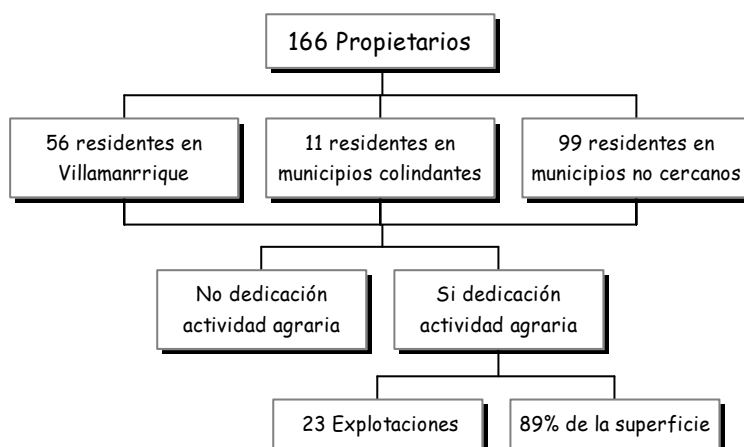 166 Propietarios
56 residentes en
Villamanrrique
11 residentes en
municipios colindantes
99 residentes en
municipios no cercanos
No dedicación
actividad agraria
Si dedicación
actividad agraria
23 Explotaciones
89% de la superficie